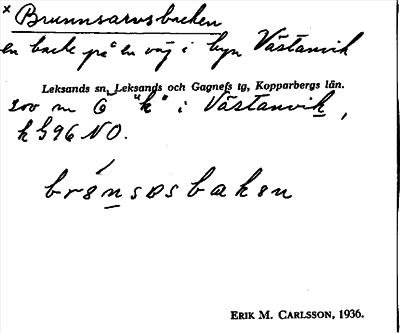 × Brunnsarvsbacken
en backe på en väg i byn Västanvik
Leksands sn, Leksands och Gagnefs tg, Kopparbergs län.
200 m Ö "k" i Västanvik,
k 596 NO.
brónsəsbakən
ERIK M. CARLSSON, 1936.